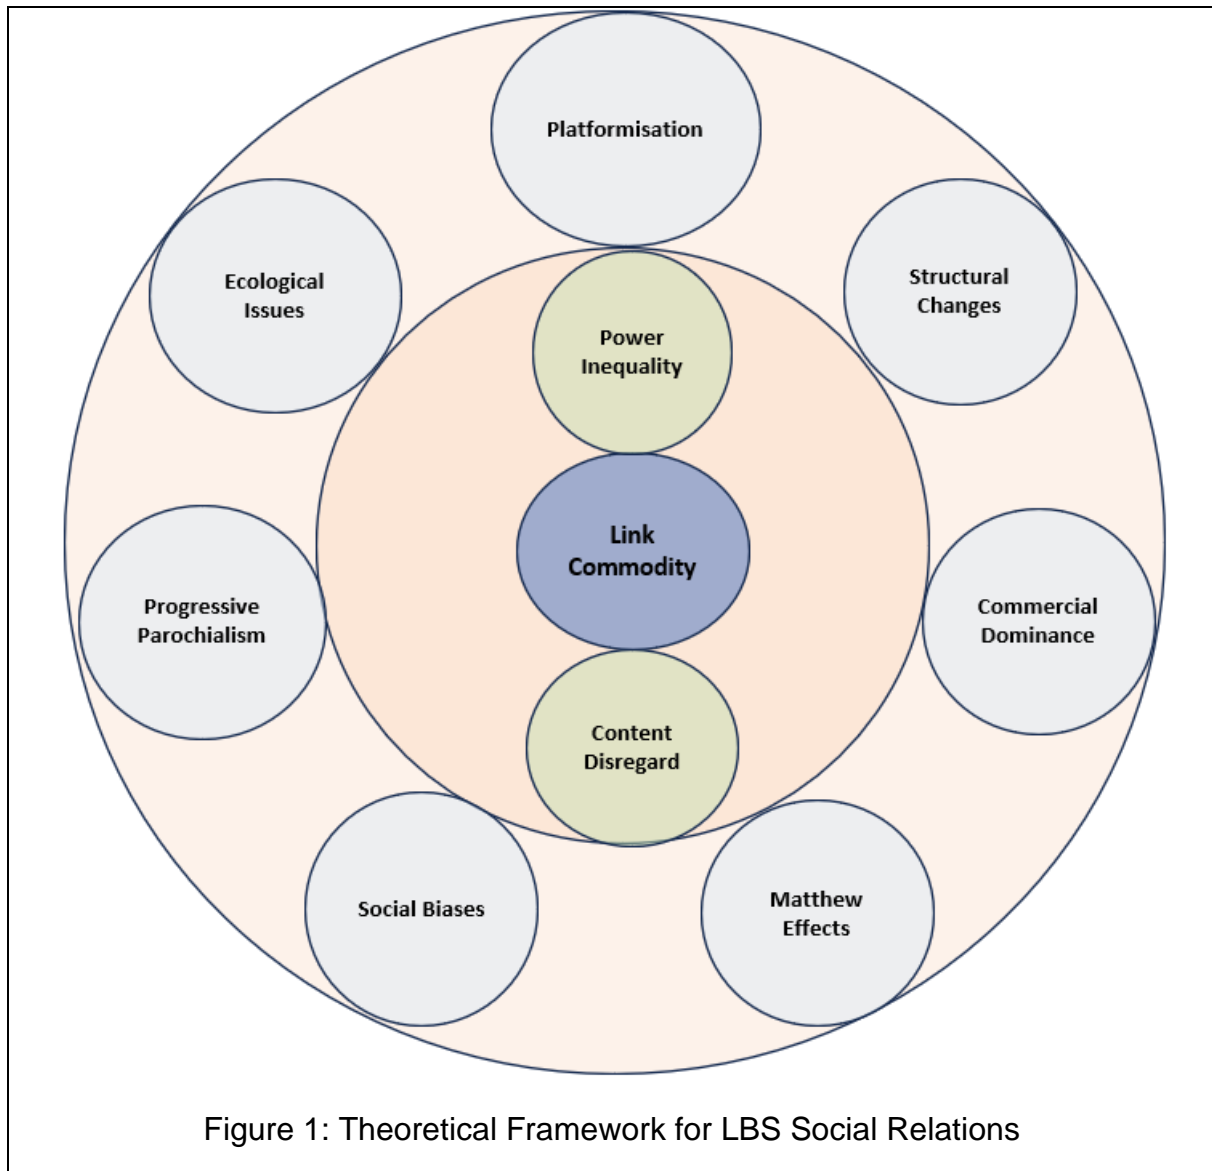 Platformisation
Ecological
Issues
Structural
Changes
Power
Inequality
Link
Commodity
Progressive
Parochialism
Commercial
Dominance
Content
Disregard
Social Biases
Matthew
Effects
Figure 1: Theoretical Framework for LBS Social Relations